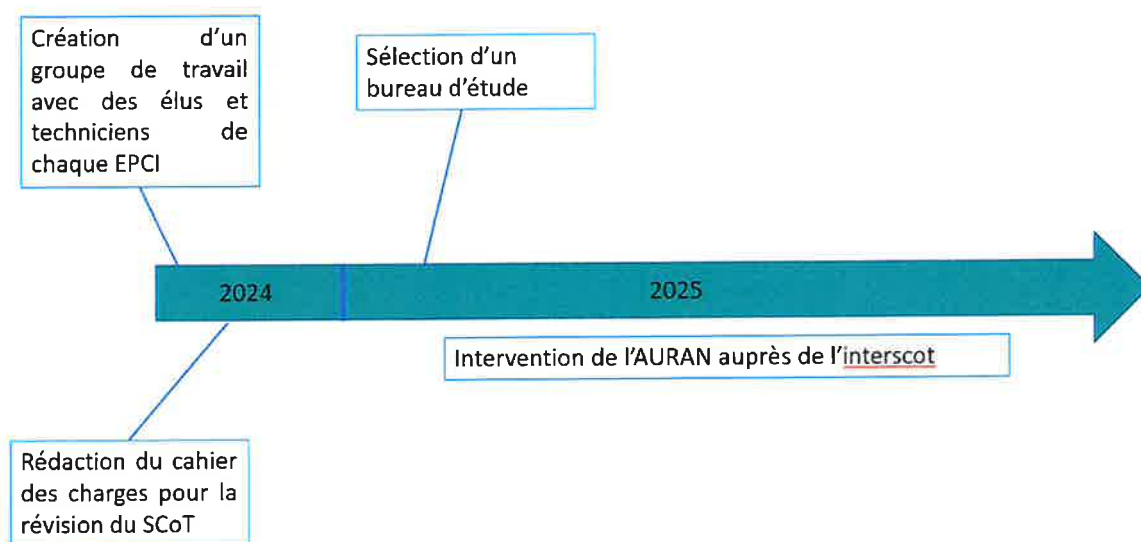 Création d'un
groupe de travail
avec des élus et
techniciens de
chaque EPCI
Sélection d'un
bureau d'étude
2024
2025
Intervention de l'AURAN auprès de l'interscot
Rédaction du cahier
des charges pour la
révision du SCoT